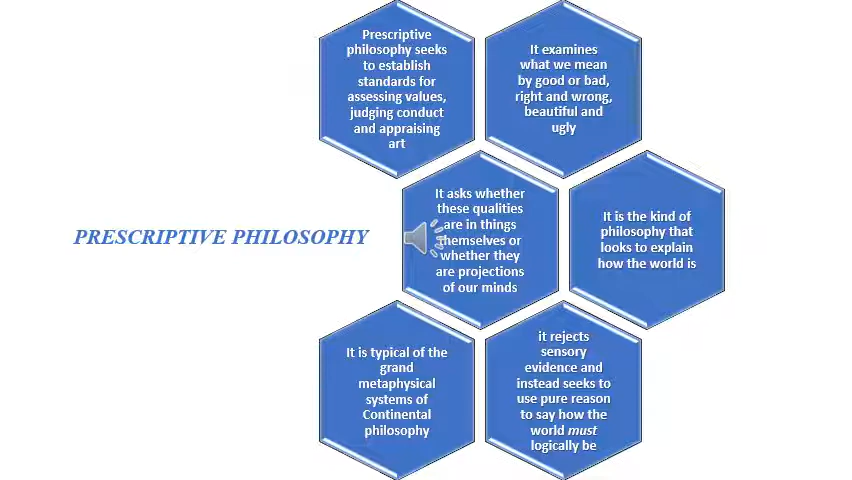 Prescriptive
philosophy seeks
to establish
standards for
assessing values,
judging conduct
and appraising
art
It examines
what we mean
by good or bad,
right and wrong,
beautiful and
ugly
PRESCRIPTIVE PHILOSOPHY
It asks whether
these qualities
are in things
themselves or
whether they
are projections
of our minds
It is the kind of
philosophy that
looks to explain
how the world is
It is typical of the
grand
metaphysical
systems of
Continental
philosophy
it rejects
sensory
evidence and
instead seeks to
use pure reason
to say how the
world must
logically be